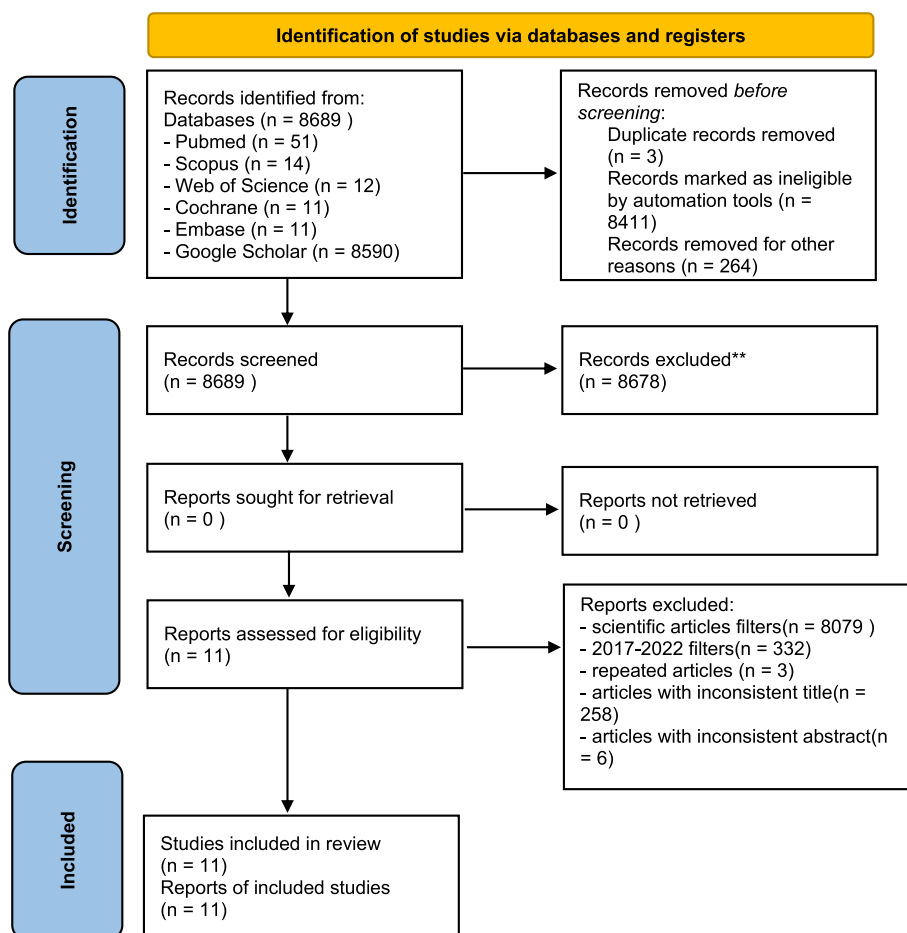 Identification of studies via databases and registers
Identification
Records identified from:
Databases (n = 8689 )
- Pubmed (n = 51)
- Scopus (n = 14)
- Web of Science (n = 12)
- Cochrane (n = 11)
- Embase (n = 11)
- Google Scholar (n = 8590)
Records removed before
screening:
Duplicate records removed
(n = 3)
Records marked as ineligible
by automation tools (n =
8411)
Records removed for other
reasons (n = 264)
Screening
Records screened
(n = 8689 )
Records excluded**
(n = 8678)
Reports sought for retrieval
(n = 0 )
Reports not retrieved
(n = 0 )
Reports assessed for eligibility
(n = 11)
Reports excluded:
- scientific articles filters(n = 8079 )
- 2017-2022 filters(n = 332)
- repeated articles (n = 3)
- articles with inconsistent title(n =
258)
- articles with inconsistent abstract(n
= 6)
Included
Studies included in review
(n = 11)
Reports of included studies
(n = 11)